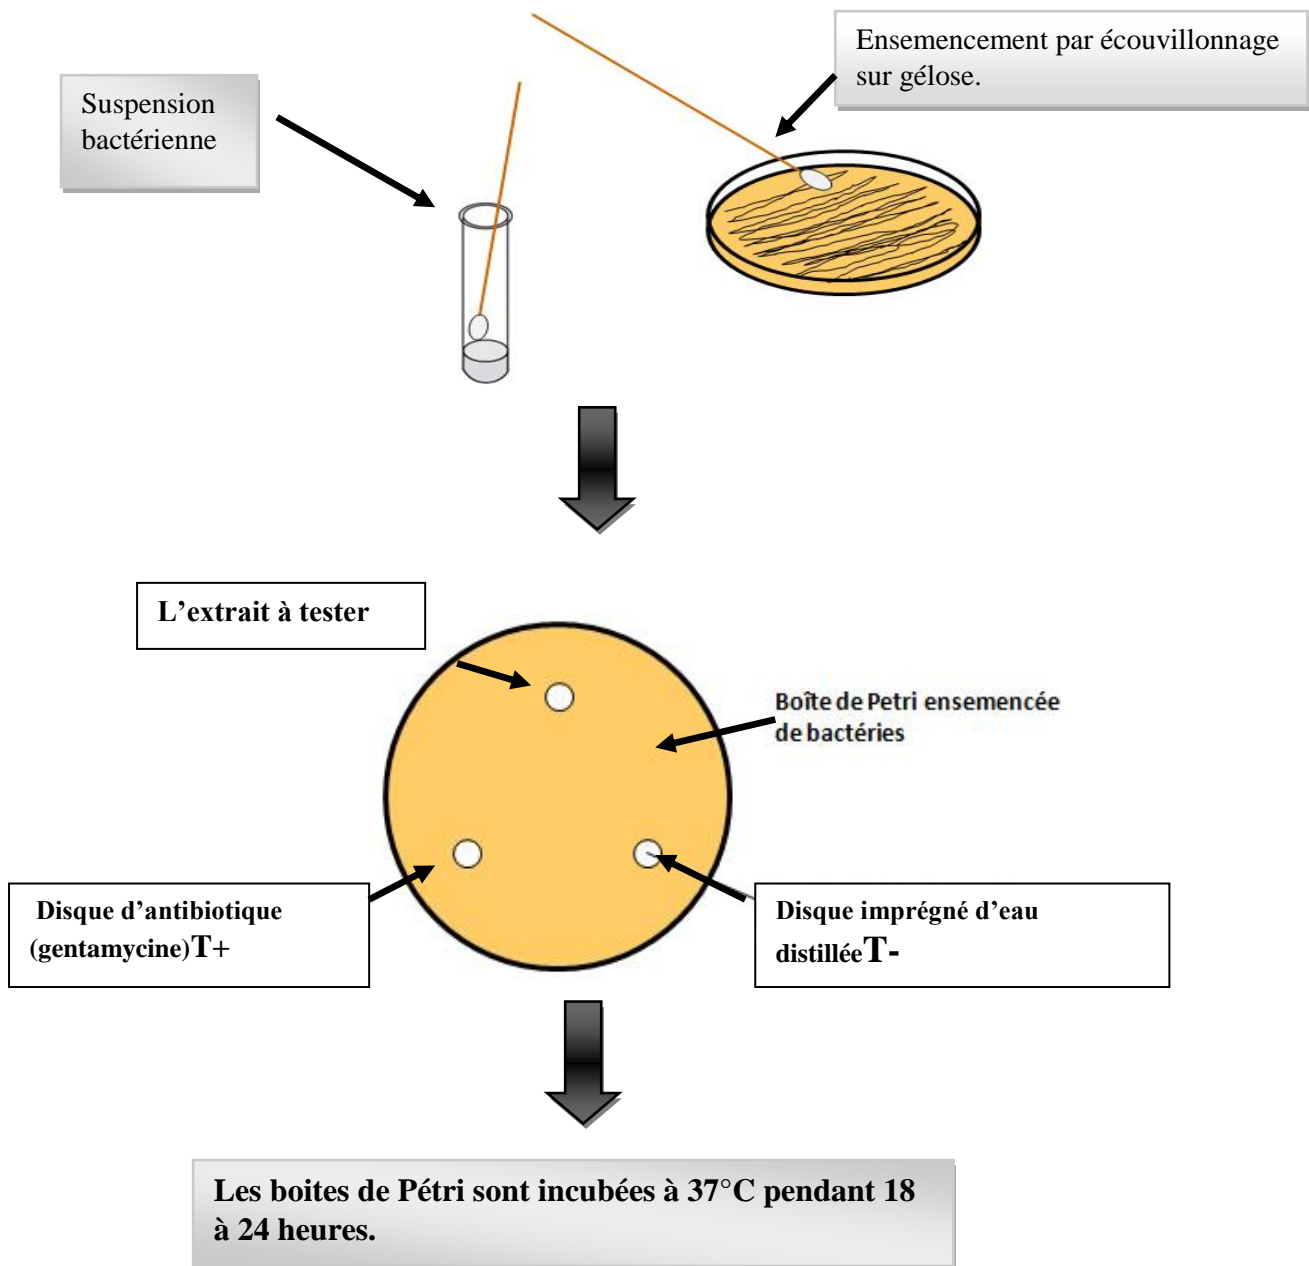 Ensemencement par écouvillonnage
sur gélose.
Suspension
bactérienne
L’extrait à tester
Boîte de Petri ensemencée
de bactéries
Disque d’antibiotique
(gentamycine)T+
Disque imprégné d’eau
distilléeT-
Les boites de Pétri sont incubées à 37°C pendant 18
à 24 heures.